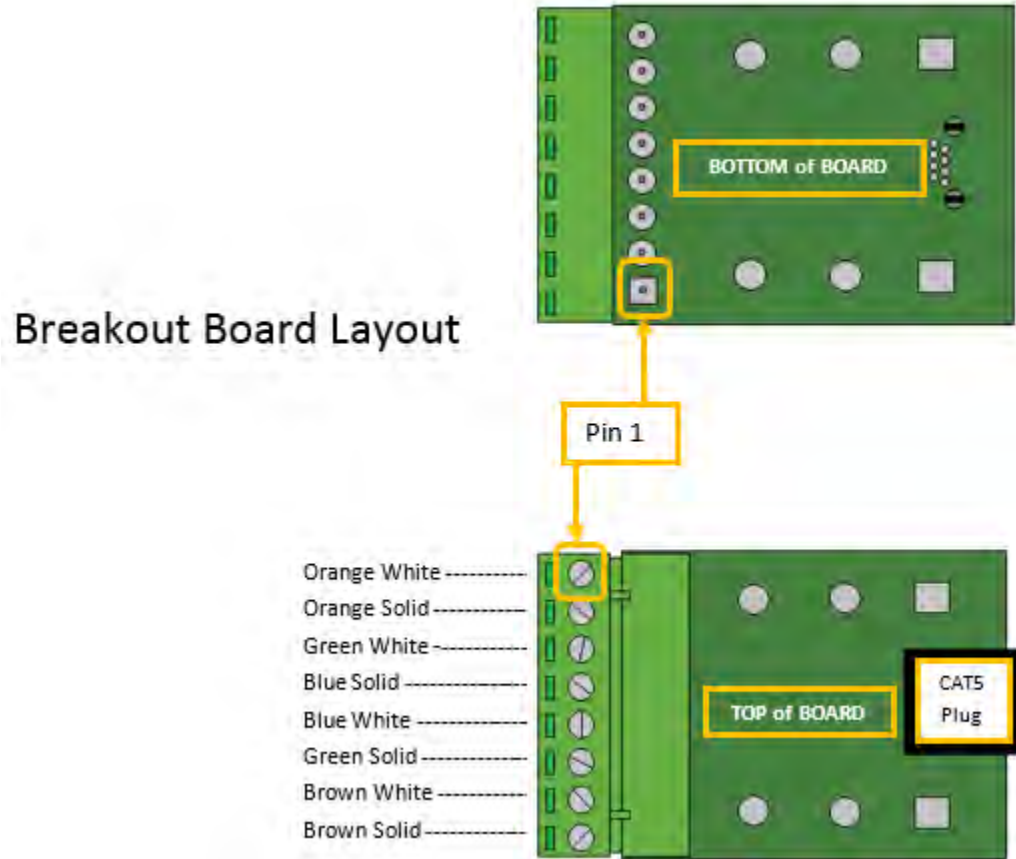 BOTTOM of BOARD
Breakout Board Layout
Pin 1
Orange White
Orange Solid
Green White
Blue Solid
Blue White
Green Solid
Brown White
Brown Solid
TOP of BOARD
CAT5
Plug